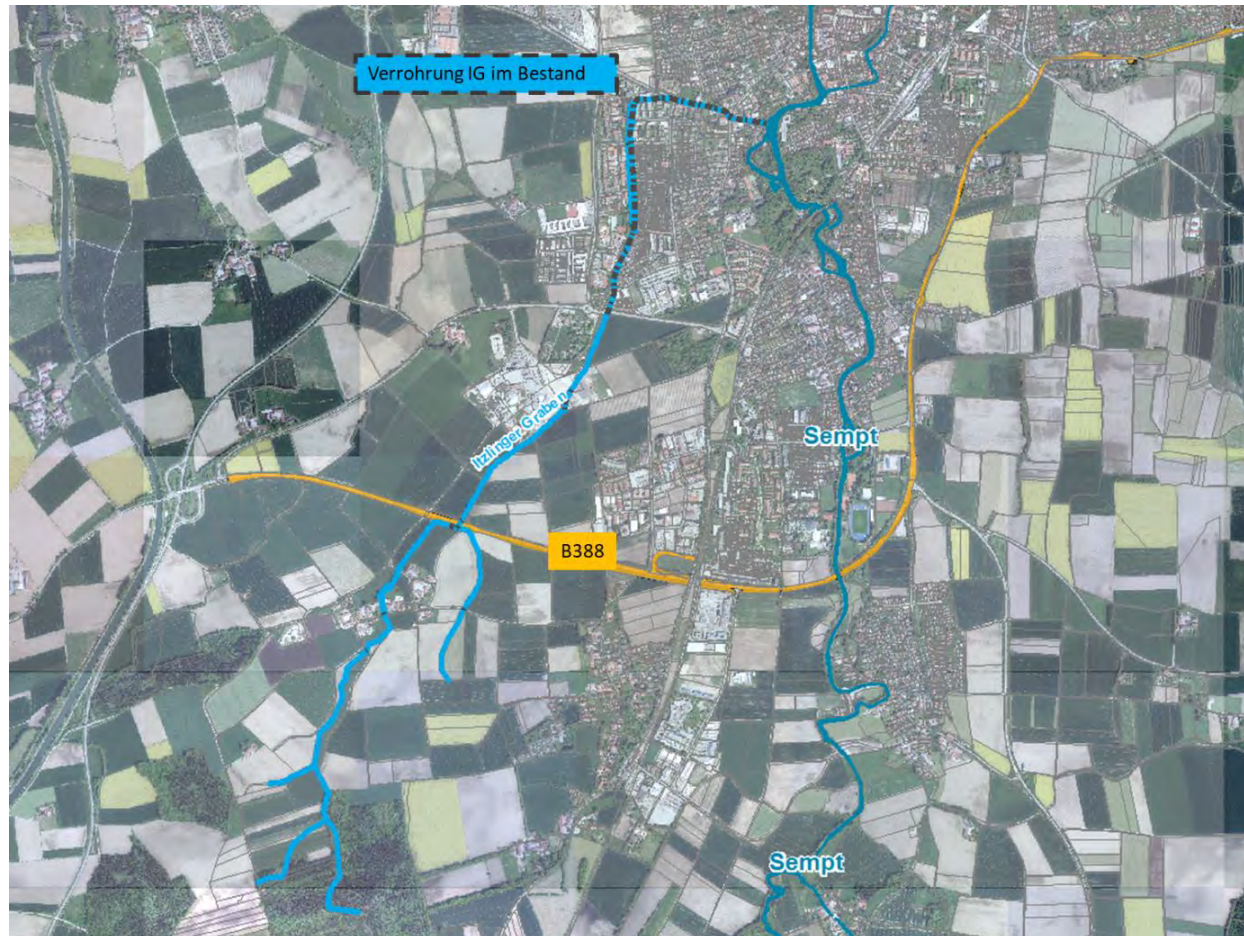 Verrohrung IG im Bestand
Itzlinger Graben
Sempt
B388
Sempt